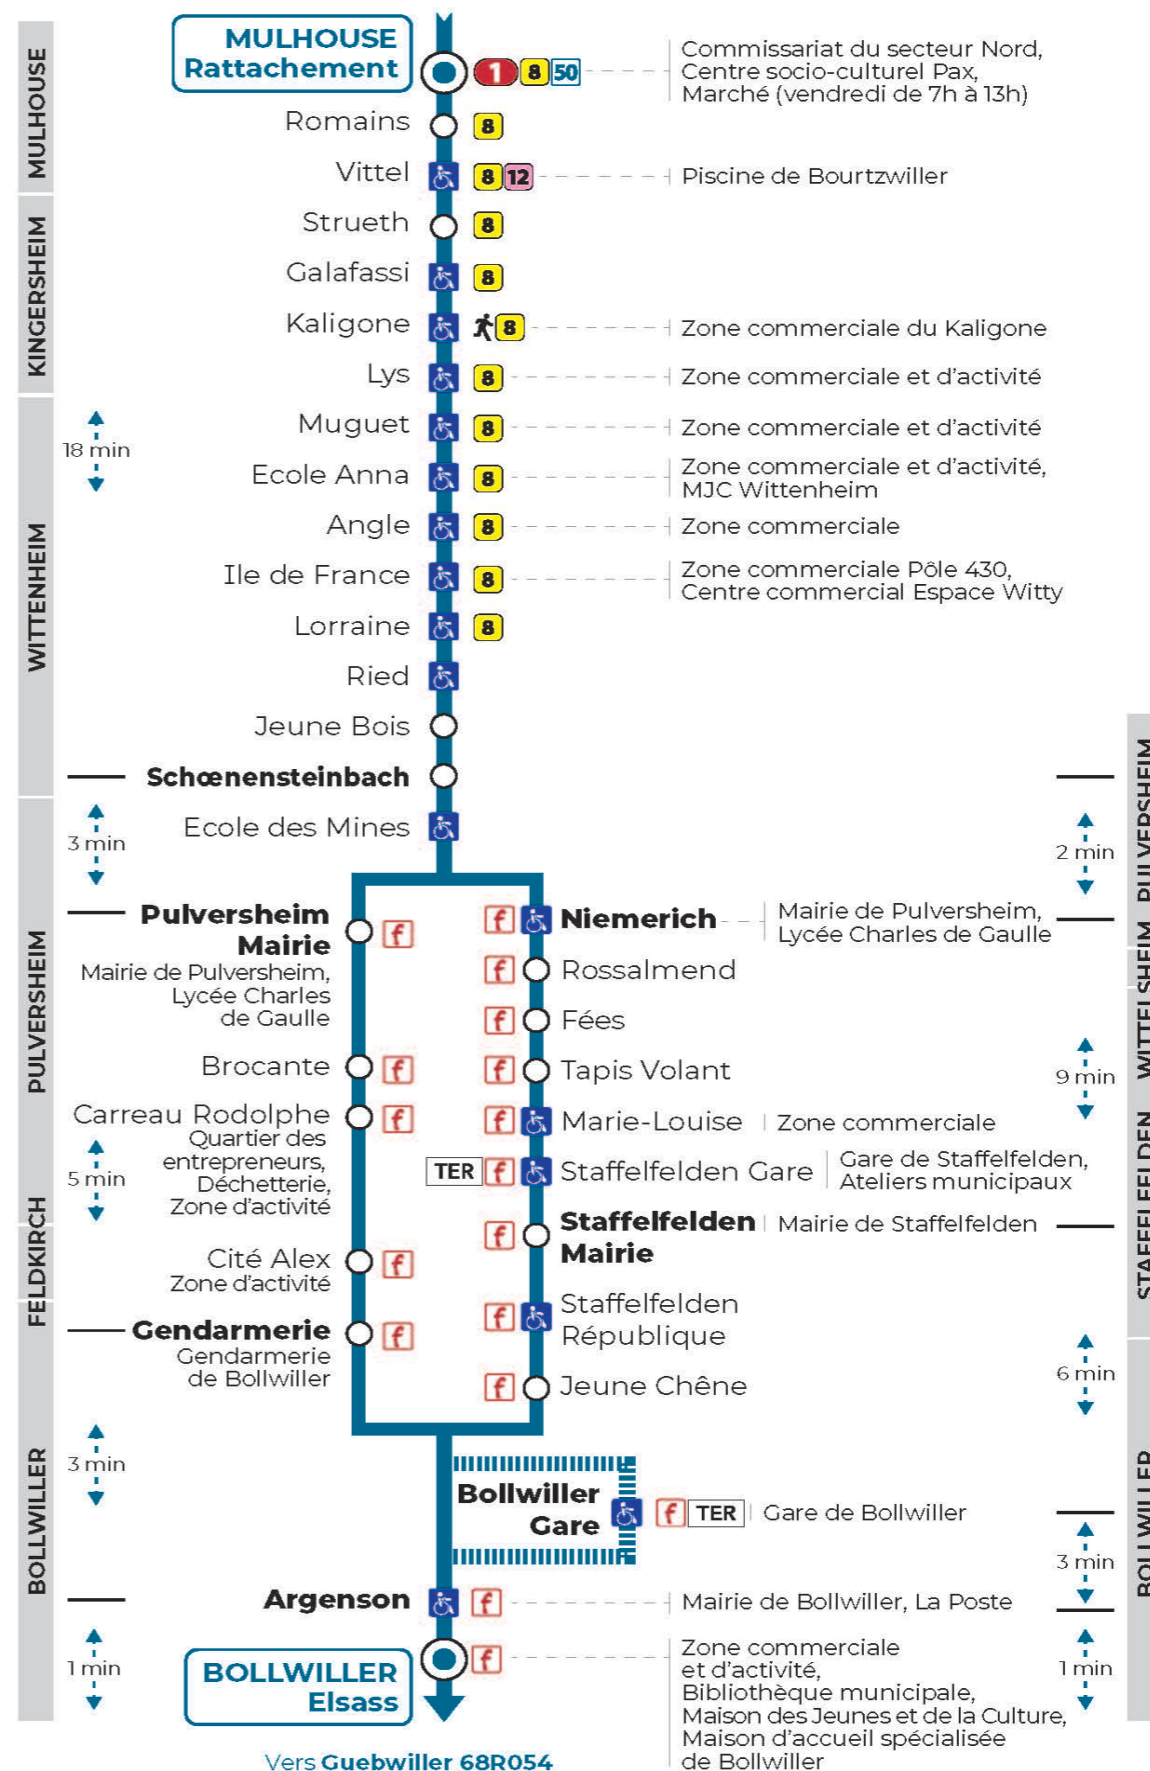 MULHOUSE
Rattachement
1 8 50
Commissariat du secteur Nord,
Centre socio-culturel Pax,
Marché (vendredi de 7h à 13h)
MULHOUSE
Romains 8
Vittel 8 12 Piscine de Bourtzwiller
KINGERSHEIM
Strueth 8
Galafassi 8
Kaligone 8 Zone commerciale du Kaligone
Lys 8 Zone commerciale et d'activité
WITTENHEIM
18 min
Muguet 8 Zone commerciale et d'activité
Ecole Anna 8 Zone commerciale et d'activité,
MJC Wittenheim
Angle 8 Zone commerciale
Ile de France 8 Zone commerciale Pôle 430,
Centre commercial Espace Witty
Lorraine 8
Ried
Jeune Bois
Schœnensteinbach
PULVERSHEIM
3 min
Ecole des Mines
Pulversheim
Mairie
f
Mairie de Pulversheim,
Lycée Charles
de Gaulle
Brocante f
Carreau Rodolphe f
Quartier des
entrepreneurs,
Déchetterie,
Zone d'activité
5 min
FELDKIRCH
Cité Alex f
Zone d'activité
Gendarmerie f
Gendarmerie
de Bollwiller
PULVERSHEIM
2 min
f Niemerich Mairie de Pulversheim,
Lycée Charles de Gaulle
WITTELSHEIM
f Rossalmend
f Fées
f Tapis Volant
9 min
STAFFELFELDEN
f Marie-Louise Zone commerciale
TER f Staffelfelden Gare Gare de Staffelfelden,
Ateliers municipaux
f Staffelfelden
Mairie
Mairie de Staffelfelden
f Staffelfelden
République
f Jeune Chêne
6 min
BOLLWILLER
3 min
Bollwiller
Gare
f TER Gare de Bollwiller
BOLLWILLER
3 min
Argenson f Mairie de Bollwiller, La Poste
1 min
1 min
BOLLWILLER
Elsass
f
Zone commerciale
et d'activité,
Bibliothèque municipale,
Maison des Jeunes et de la Culture,
Maison d'accueil spécialisée
de Bollwiller
Vers Guebwiller 68R054